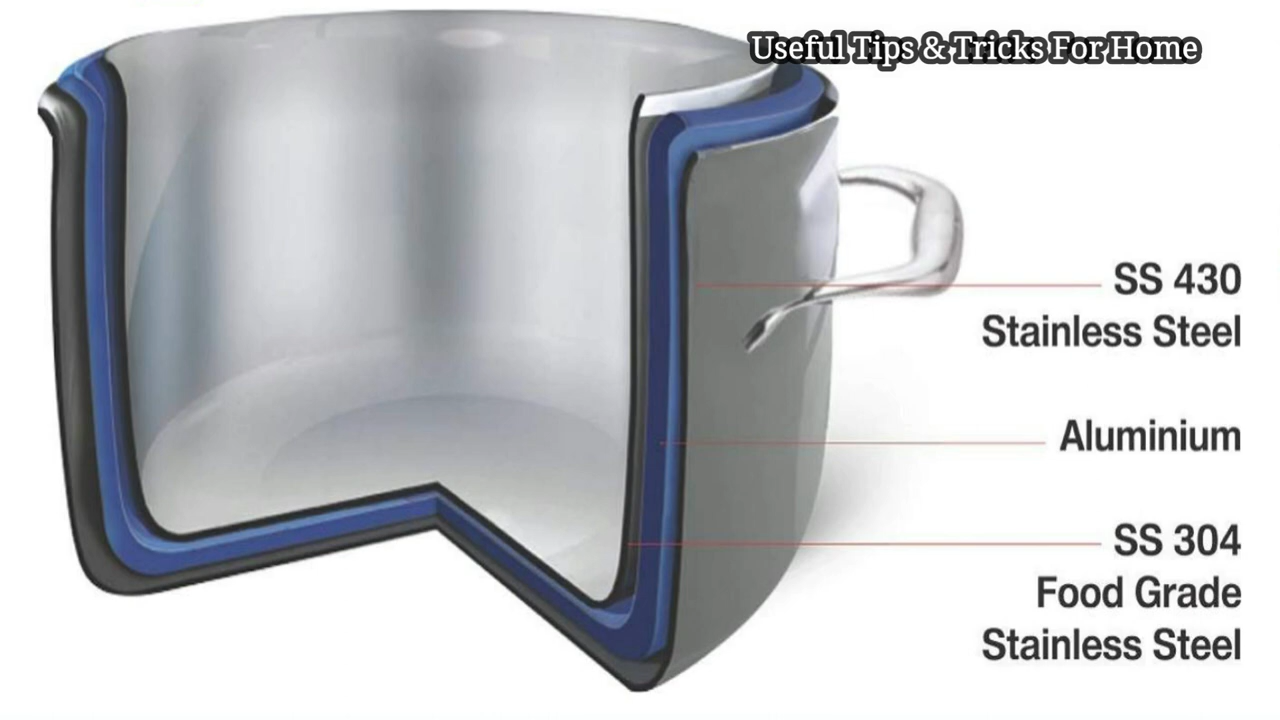 Useful Tips & Tricks For Home
SS 430
Stainless Steel
Aluminium
SS 304
Food Grade
Stainless Steel